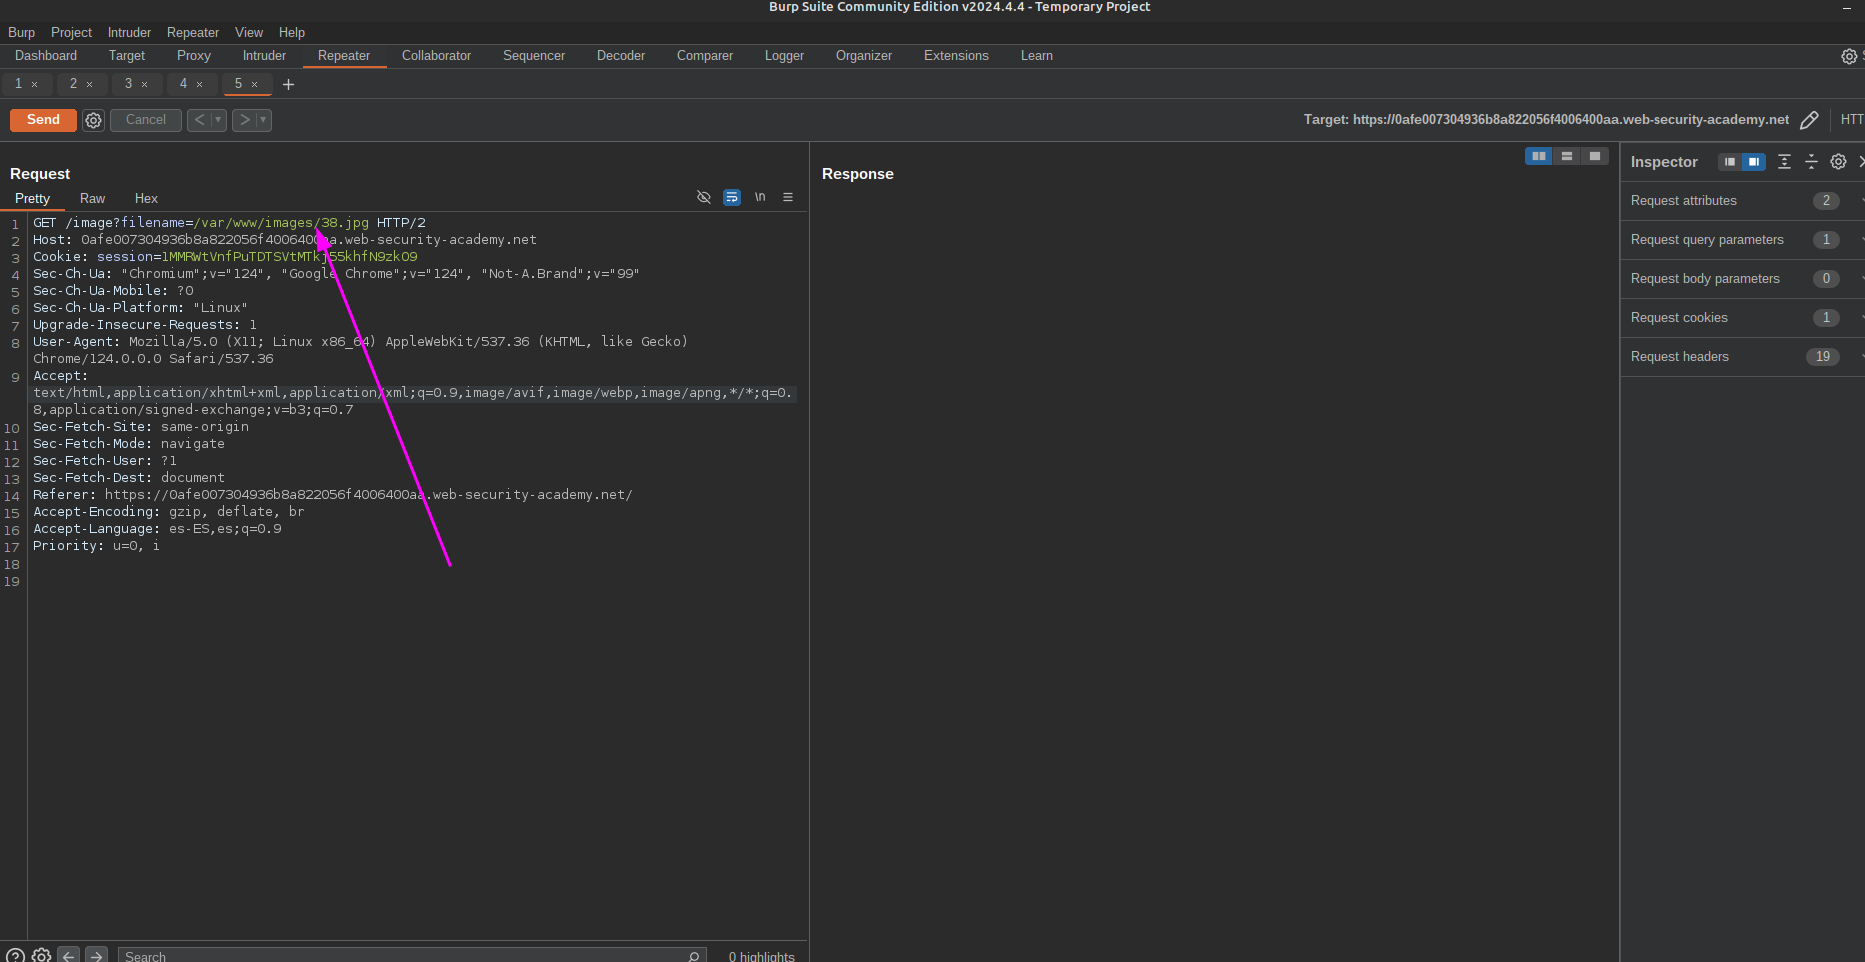 Burp Suite Community Edition v2024.4.4 - Temporary Project
Burp Project Intruder Repeater View Help
Dashboard Target Proxy Intruder Repeater Collaborator Sequencer Decoder Comparer Logger Organizer Extensions Learn
1 × 2 × 3 × 4 × 5 × +
Send Cancel < > Target: https://0afe007304936b8a822056f4006400aa.web-security-academy.net HTT
Request
Response
Inspector
Pretty Raw Hex \n
1 GET /image?filename=/var/www/images/38.jpg HTTP/2
2 Host: 0afe007304936b8a822056f4006400aa.web-security-academy.net
3 Cookie: session=lMMRWtVnfPuTDTSVtMTkj55khfN9zkO9
4 Sec-Ch-Ua: "Chromium";v="124", "Google Chrome";v="124", "Not-A.Brand";v="99"
5 Sec-Ch-Ua-Mobile: ?0
6 Sec-Ch-Ua-Platform: "Linux"
7 Upgrade-Insecure-Requests: 1
8 User-Agent: Mozilla/5.0 (X11; Linux x86_64) AppleWebKit/537.36 (KHTML, like Gecko)
Chrome/124.0.0.0 Safari/537.36
9 Accept:
text/html,application/xhtml+xml,application/xml;q=0.9,image/avif,image/webp,image/apng,*/*;q=0.
8,application/signed-exchange;v=b3;q=0.7
10 Sec-Fetch-Site: same-origin
11 Sec-Fetch-Mode: navigate
12 Sec-Fetch-User: ?1
13 Sec-Fetch-Dest: document
14 Referer: https://0afe007304936b8a822056f4006400aa.web-security-academy.net/
15 Accept-Encoding: gzip, deflate, br
16 Accept-Language: es-ES,es;q=0.9
17 Priority: u=0, i
18
19
Request attributes 2
Request query parameters 1
Request body parameters 0
Request cookies 1
Request headers 19
Search 0 highlights